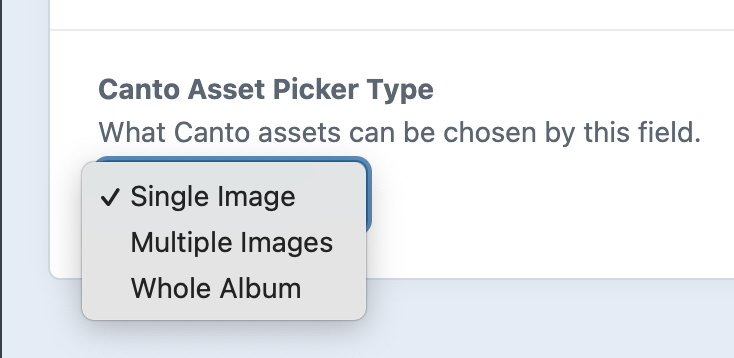 Canto Asset Picker Type
What Canto assets can be chosen by this field.
✓ Single Image
Multiple Images
Whole Album